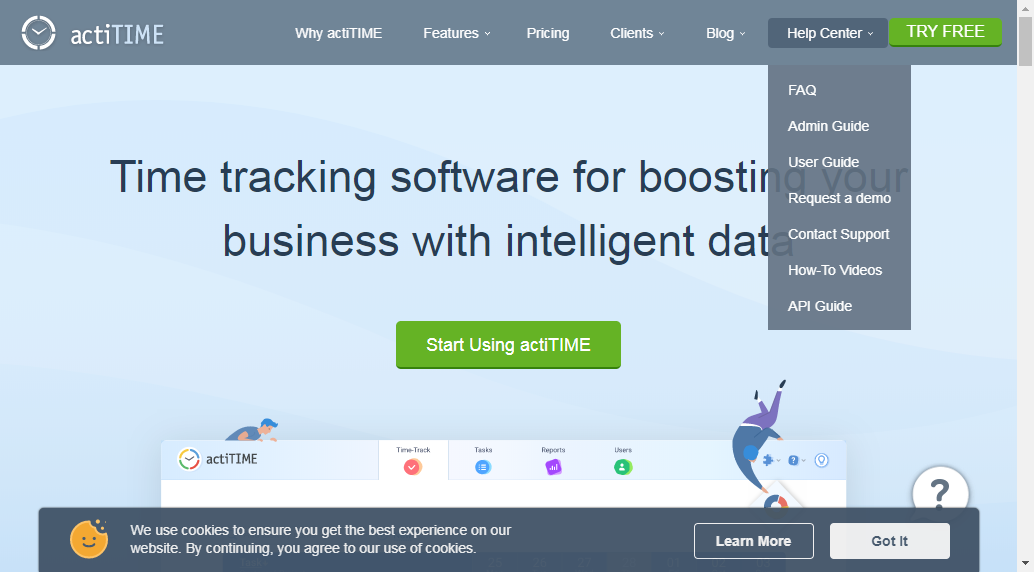 actiTIME
Why actiTIME
Features
Pricing
Clients
Blog
Help Center
TRY FREE
FAQ
Admin Guide
User Guide
Request a demo
Contact Support
How-To Videos
API Guide
Time tracking software for boosting your
business with intelligent data
Start Using actiTIME
actiTIME
Time-Track
Tasks
Reports
Users
?
?
We use cookies to ensure you get the best experience on our
website. By continuing, you agree to our use of cookies.
Learn More
Got It